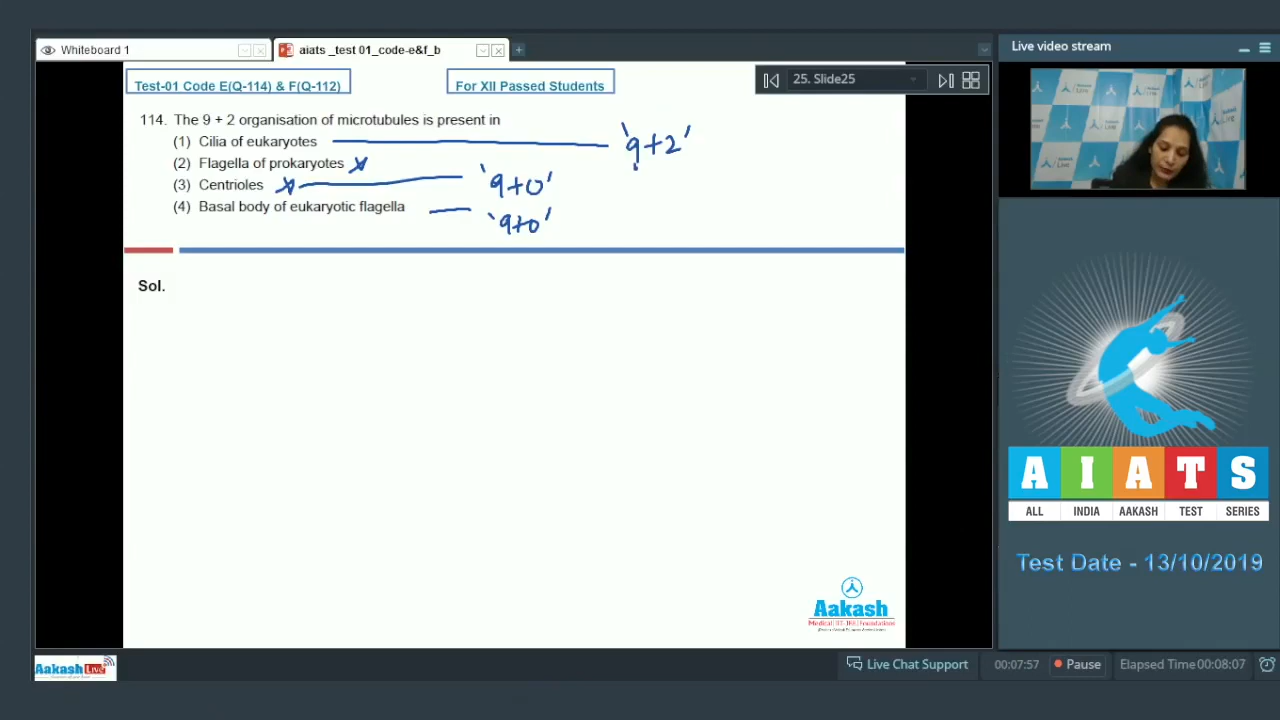 Whiteboard 1
aiats _test 01_code-e&f_b
Live video stream
Test-01 Code E(Q-114) & F(Q-112)
For XII Passed Students
25. Slide25
114. The 9 + 2 organisation of microtubules is present in
(1) Cilia of eukaryotes
'9+2'
(2) Flagella of prokaryotes
(3) Centrioles
'9+0'
(4) Basal body of eukaryotic flagella
'9+0'
Sol.
A I A T S
ALL INDIA AAKASH TEST SERIES
Test Date - 13/10/2019
Aakash
Medical|IIT-JEE|Foundations
Aakash Live
Live Chat Support
00:07:57
Pause
Elapsed Time 00:08:07